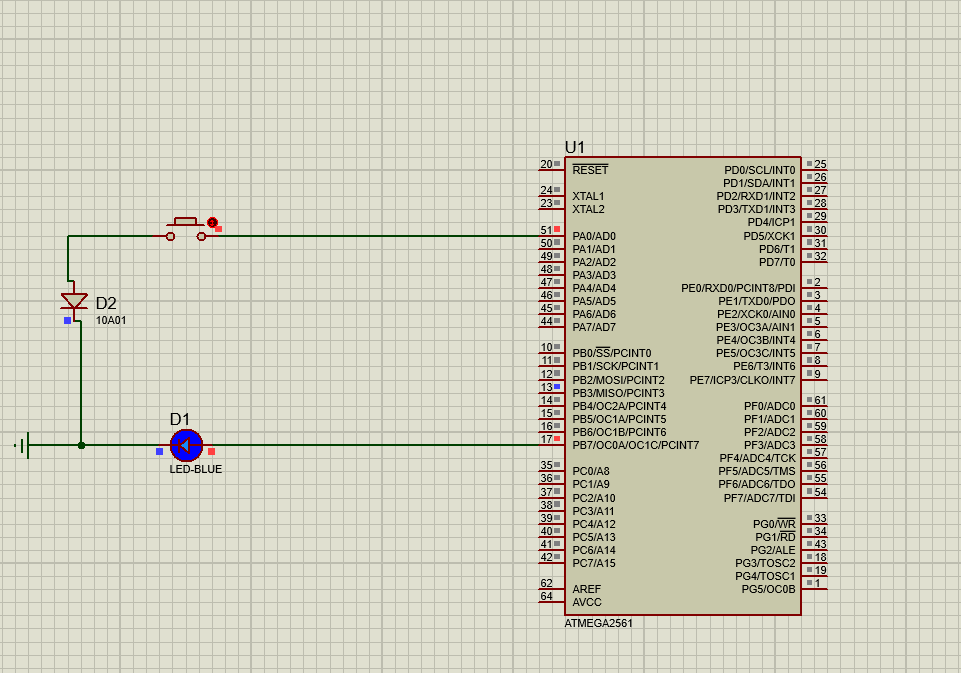 U1
20 RESET
24 XTAL1
23 XTAL2
51 PA0/AD0
50 PA1/AD1
49 PA2/AD2
48 PA3/AD3
47 PA4/AD4
46 PA5/AD5
45 PA6/AD6
44 PA7/AD7
10 PB0/SS/PCINT0
11 PB1/SCK/PCINT1
12 PB2/MOSI/PCINT2
13 PB3/MISO/PCINT3
14 PB4/OC2A/PCINT4
15 PB5/OC1A/PCINT5
16 PB6/OC1B/PCINT6
17 PB7/OC0A/OC1C/PCINT7
35 PC0/A8
36 PC1/A9
37 PC2/A10
38 PC3/A11
39 PC4/A12
40 PC5/A13
41 PC6/A14
42 PC7/A15
62 AREF
64 AVCC
PD0/SCL/INT0 25
PD1/SDA/INT1 26
PD2/RXD1/INT2 27
PD3/TXD1/INT3 28
PD4/ICP1 29
PD5/XCK1 30
PD6/T1 31
PD7/T0 32
PE0/RXD0/PCINT8/PDI 2
PE1/TXD0/PDO 3
PE2/XCK0/AIN0 4
PE3/OC3A/AIN1 5
PE4/OC3B/INT4 6
PE5/OC3C/INT5 7
PE6/T3/INT6 8
PE7/ICP3/CLKO/INT7 9
PF0/ADC0 61
PF1/ADC1 60
PF2/ADC2 59
PF3/ADC3 58
PF4/ADC4/TCK 57
PF5/ADC5/TMS 56
PF6/ADC6/TDO 55
PF7/ADC7/TDI 54
PG0/WR 33
PG1/RD 34
PG2/ALE 43
PG3/TOSC2 18
PG4/TOSC1 19
PG5/OC0B 1
ATMEGA2561
D2
10A01
D1
LED-BLUE